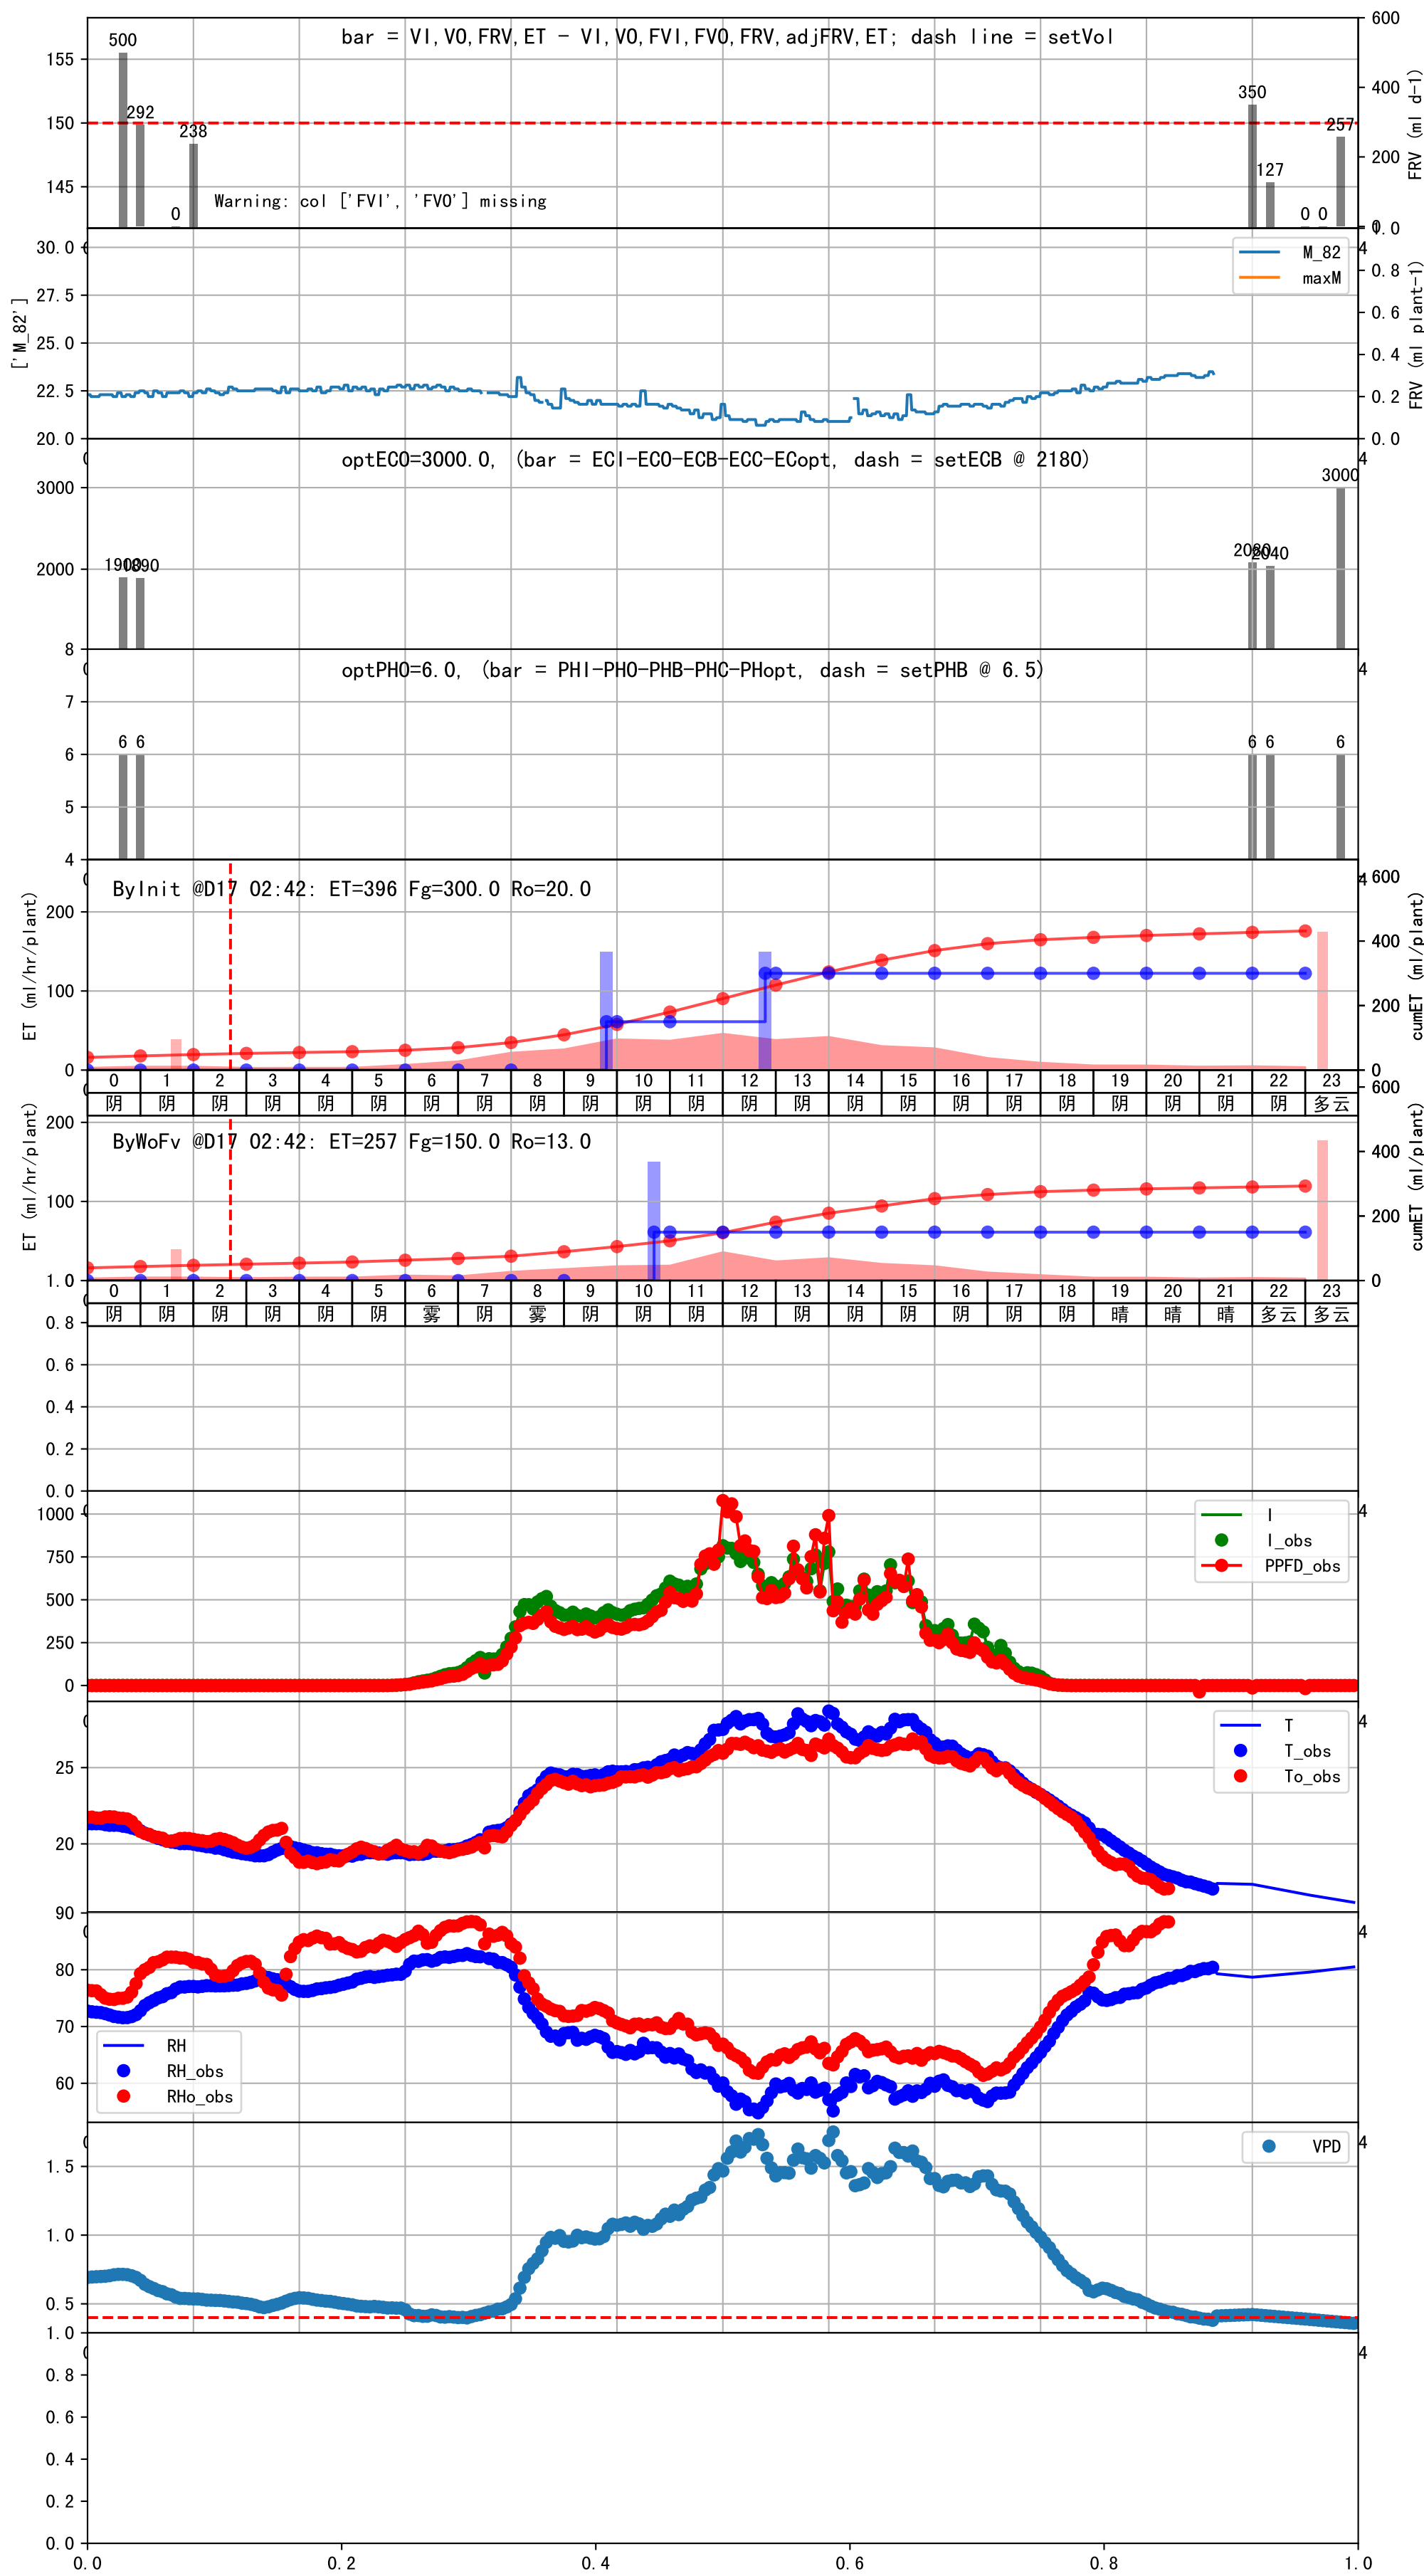 bar = VI,VO,FRV,ET - VI,VO,FVI,FVO,FRV,adjFRV,ET; dash line = setVol
500
292
0
238
350
127
0 0
257
Warning: col ['FVI', 'FVO'] missing
155
150
145
600
400
200
0
FRV (ml d-1)
30.0
27.5
25.0
22.5
20.0
['M_82']
M_82
maxM
1.0
0.8
0.6
0.4
0.2
0.0
FRV (ml plant-1)
4
optECO=3000.0, (bar = ECI-ECO-ECB-ECC-ECopt, dash = setECB @ 2180)
3000
2000
1900
1890
2080
2040
3000
4
optPHO=6.0, (bar = PHI-PHO-PHB-PHC-PHopt, dash = setPHB @ 6.5)
8
7
6
5
4
6 6
6 6
6
4
ByInit @D17 02:42: ET=396 Fg=300.0 Ro=20.0
ET (ml/hr/plant)
200
100
0
600
400
200
0
cumET (ml/plant)
0 1 2 3 4 5 6 7 8 9 10 11 12 13 14 15 16 17 18 19 20 21 22 23
阴 阴 阴 阴 阴 阴 阴 阴 阴 阴 阴 阴 阴 阴 阴 阴 阴 阴 阴 阴 阴 阴 阴 多云
ByWoFv @D17 02:42: ET=257 Fg=150.0 Ro=13.0
ET (ml/hr/plant)
200
100
600
400
200
0
cumET (ml/plant)
0 1 2 3 4 5 6 7 8 9 10 11 12 13 14 15 16 17 18 19 20 21 22 23
阴 阴 阴 阴 阴 阴 雾 阴 雾 阴 阴 阴 阴 阴 阴 阴 阴 阴 阴 晴 晴 晴 多云 多云
1.0
0.8
0.6
0.4
0.2
0.0
4
1000
750
500
250
0
I
I_obs
PPFD_obs
4
25
20
T
T_obs
To_obs
4
90
80
70
60
RH
RH_obs
RHo_obs
4
1.5
1.0
0.5
VPD
4
1.0
0.8
0.6
0.4
0.2
0.0
0.0 0.2 0.4 0.6 0.8 1.0